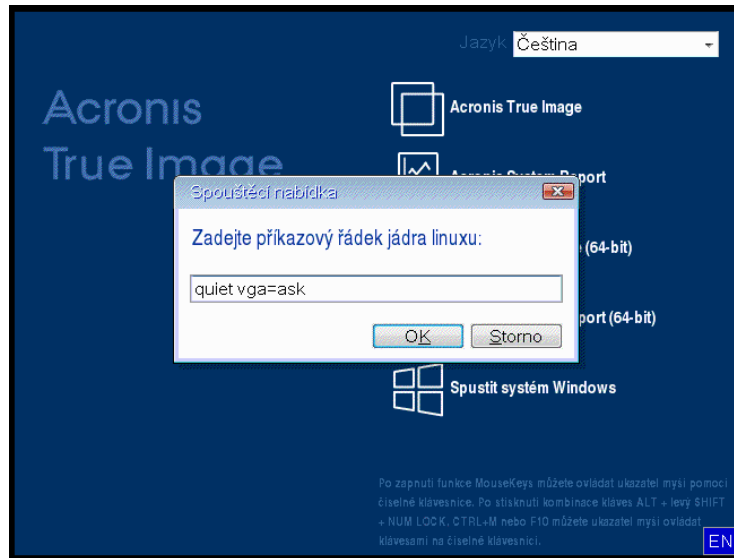 Jazyk Čeština
Acronis
True Image
Acronis True Image
Acronis System Report
Spouštěcí nabídka
Zadejte příkazový řádek jádra linuxu:
quiet vga=ask
OK
Storno
(64-bit)
port (64-bit)
Spustit systém Windows
Po zapnutí funkce MouseKeys můžete ovládat ukazatel myši pomocí
číselné klávesnice. Po stisknutí kombinace kláves ALT + levý SHIFT
+ NUM LOCK, CTRL+M nebo F10 můžete ukazatel myši ovládat
klávesami na číselné klávesnici.
EN